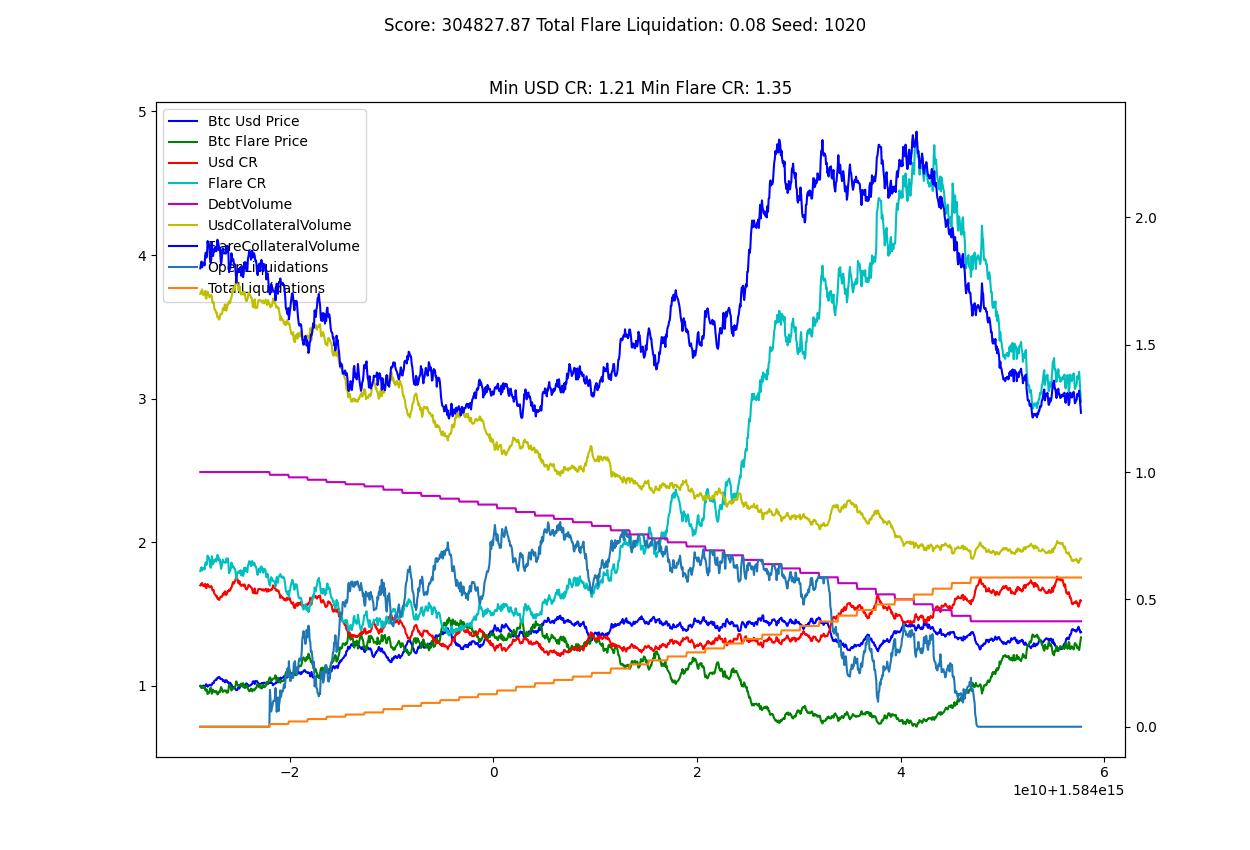 Score: 304827.87 Total Flare Liquidation: 0.08 Seed: 1020
Min USD CR: 1.21 Min Flare CR: 1.35
Btc Usd Price
Btc Flare Price
Usd CR
Flare CR
DebtVolume
UsdCollateralVolume
FlareCollateralVolume
OpenLiquidations
TotalLiquidations
5
4
3
2
1
2.0
1.5
1.0
0.5
0.0
−2 0 2 4 6
1e10+1.584e15